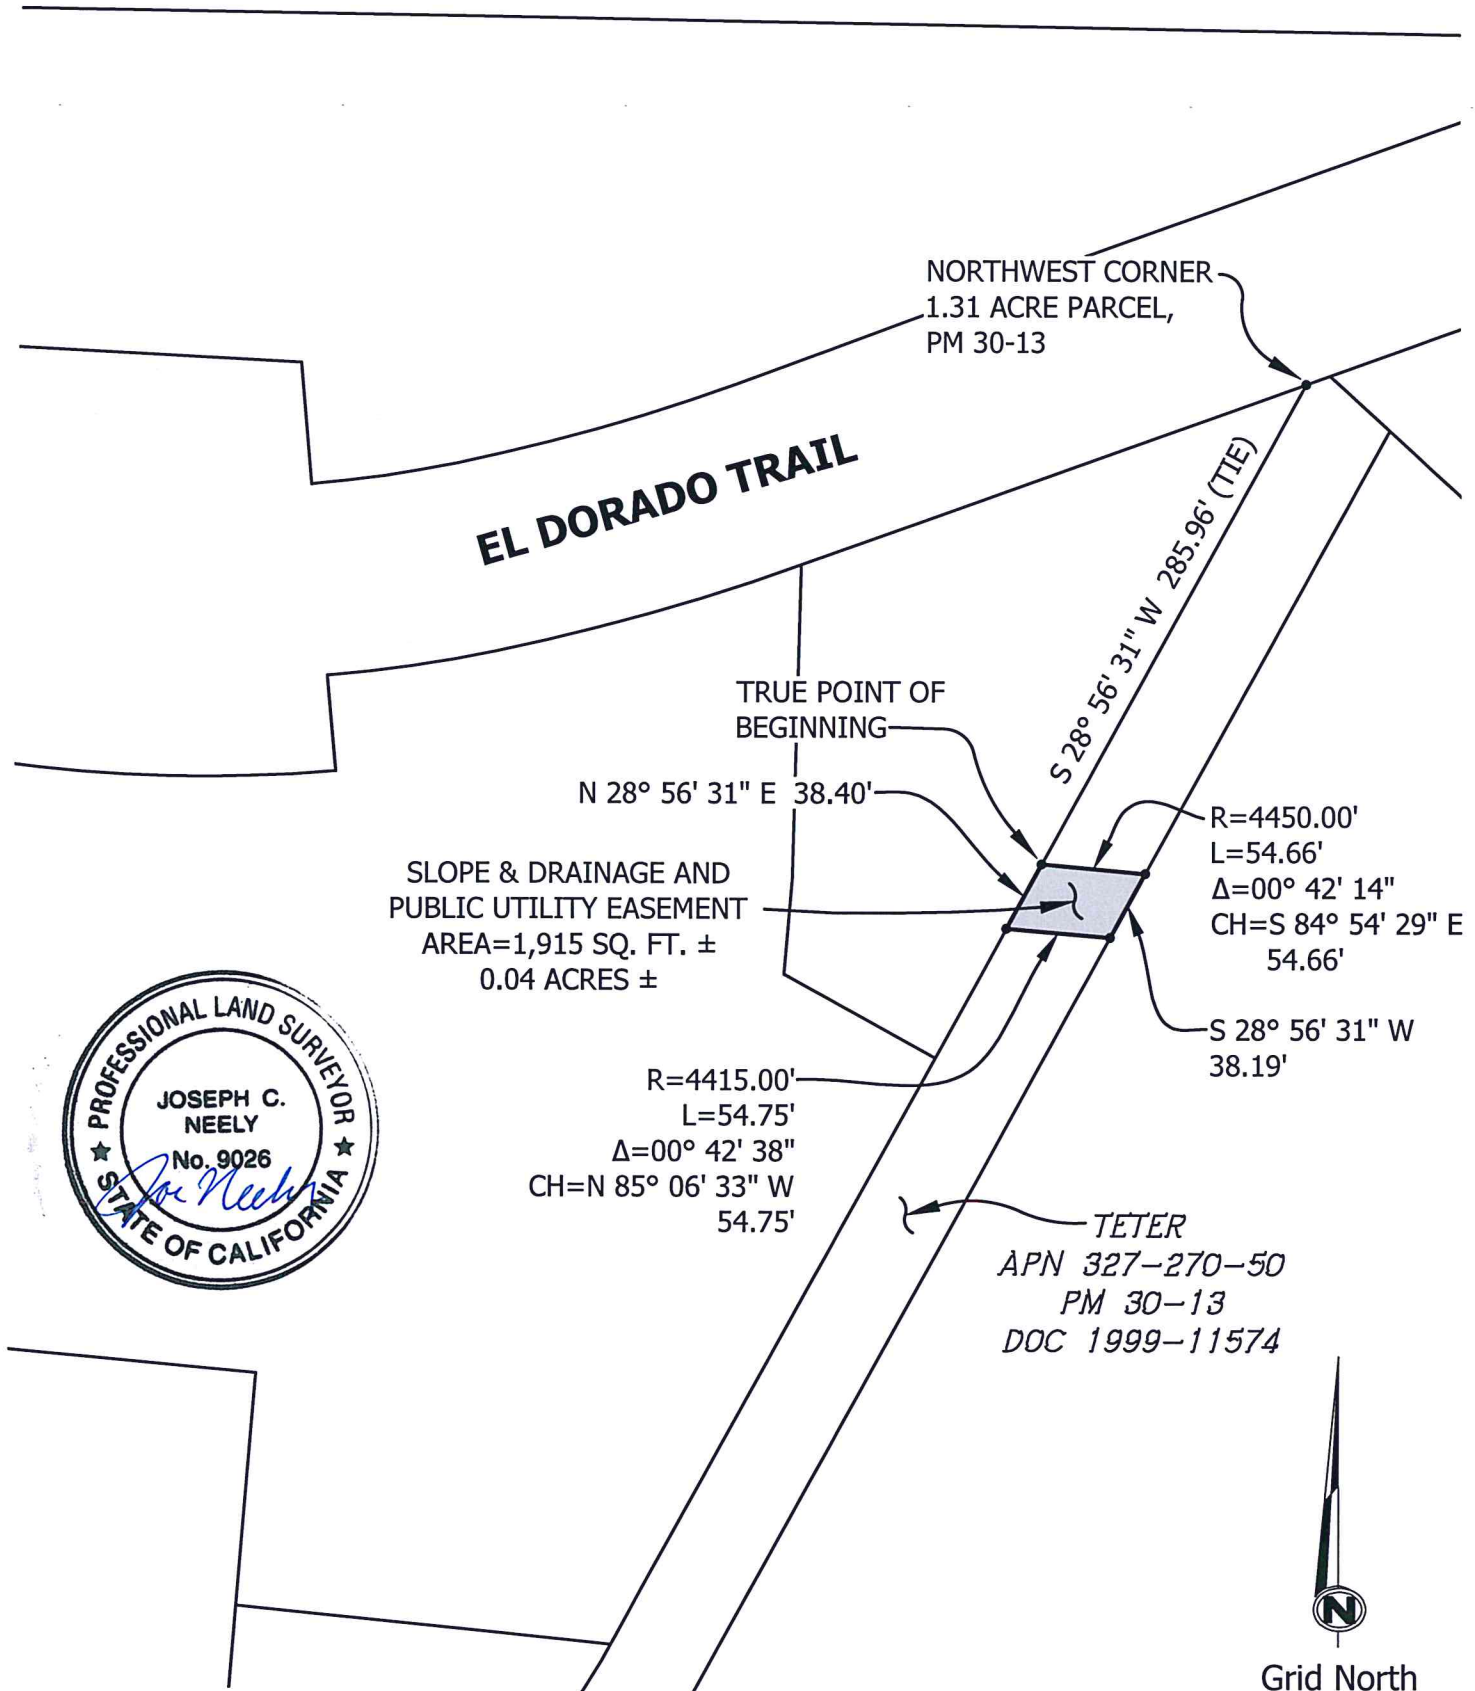 NORTHWEST CORNER
1.31 ACRE PARCEL,
PM 30-13
EL DORADO TRAIL
S 28° 56' 31" W 285.96' (TIE)
TRUE POINT OF
BEGINNING
N 28° 56' 31" E 38.40'
R=4450.00'
L=54.66'
Δ=00° 42' 14"
CH=S 84° 54' 29" E
54.66'
SLOPE & DRAINAGE AND
PUBLIC UTILITY EASEMENT
AREA=1,915 SQ. FT. ±
0.04 ACRES ±
S 28° 56' 31" W
38.19'
R=4415.00'
L=54.75'
Δ=00° 42' 38"
CH=N 85° 06' 33" W
54.75'
PROFESSIONAL LAND SURVEYOR
JOSEPH C.
NEELY
No. 9026
Joe Neely
STATE OF CALIFORNIA
TETER
APN 327-270-50
PM 30-13
DOC 1999-11574
N
Grid North